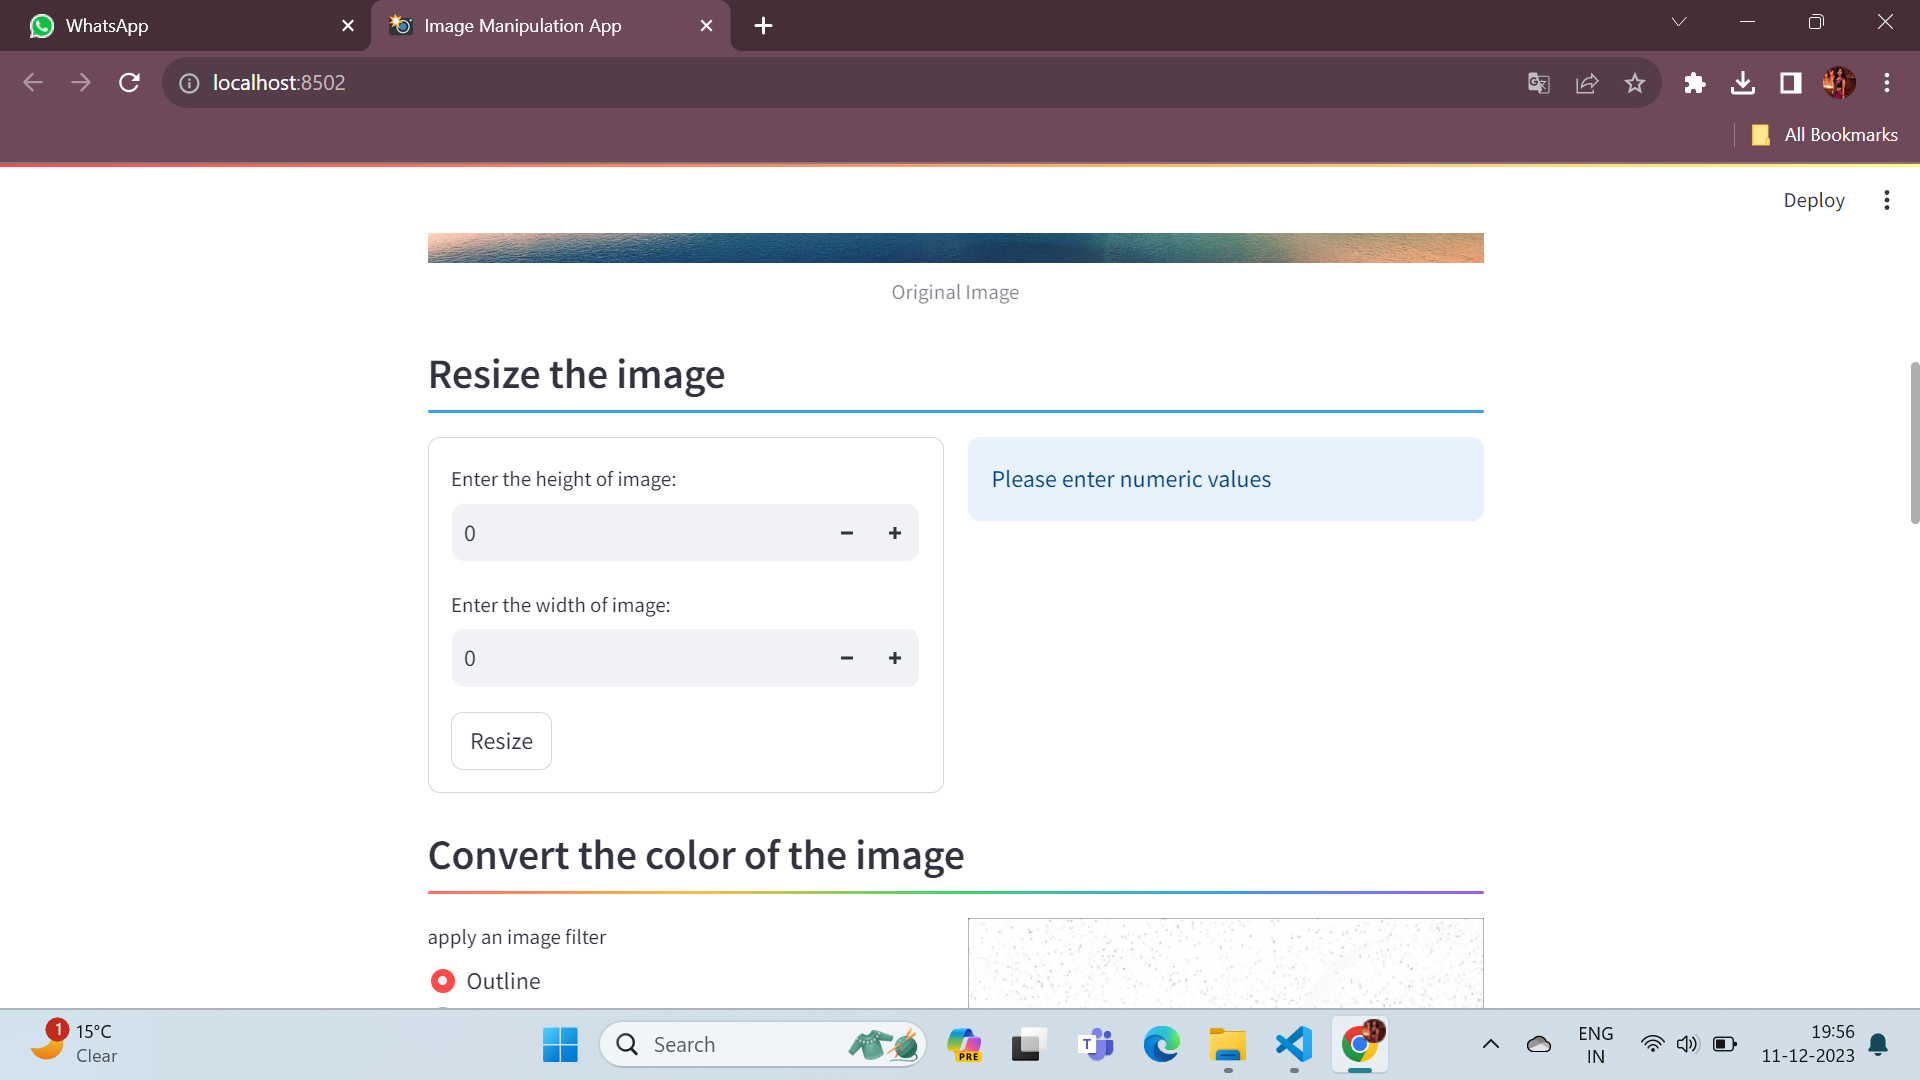 WhatsApp
Image Manipulation App
localhost:8502
All Bookmarks
Deploy
Original Image
Resize the image
Enter the height of image:
0
Please enter numeric values
Enter the width of image:
0
Resize
Convert the color of the image
apply an image filter
Outline
1
15°C
Clear
Search
PRE
T
ENG
IN
19:56
11-12-2023